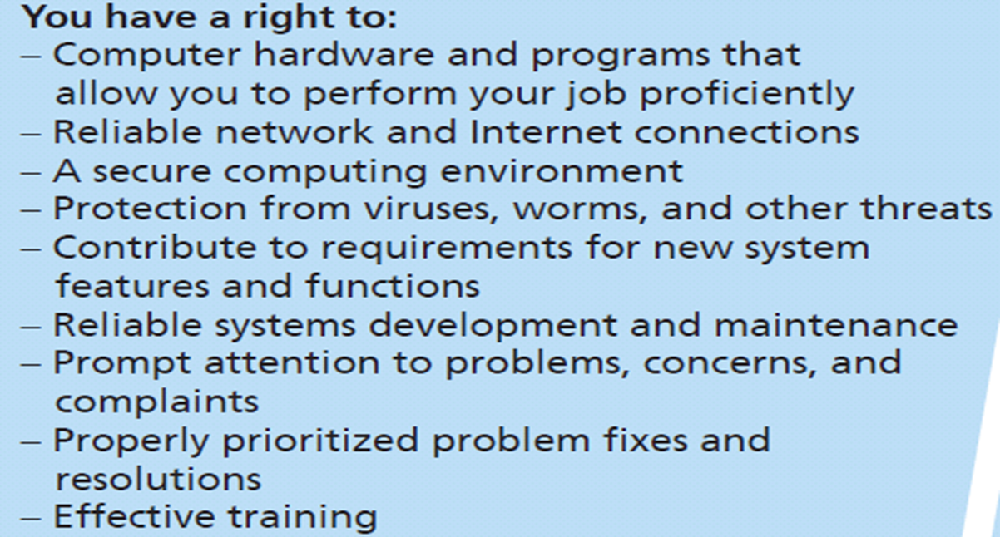 You have a right to:
– Computer hardware and programs that
allow you to perform your job proficiently
– Reliable network and Internet connections
– A secure computing environment
– Protection from viruses, worms, and other threats
– Contribute to requirements for new system
features and functions
– Reliable systems development and maintenance
– Prompt attention to problems, concerns, and
complaints
– Properly prioritized problem fixes and
resolutions
– Effective training